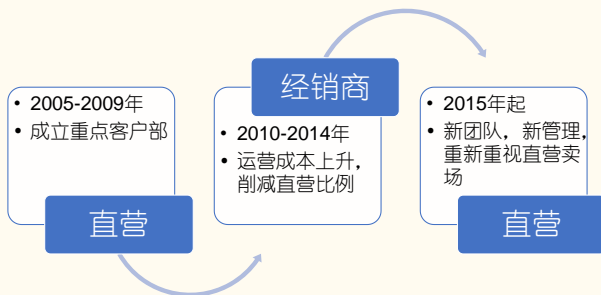 • 2005-2009年
• 成立重点客户部
直营
经销商
• 2010-2014年
• 运营成本上升，
削减直营比例
• 2015年起
• 新团队，新管理，
重新重视直营卖
场
直营